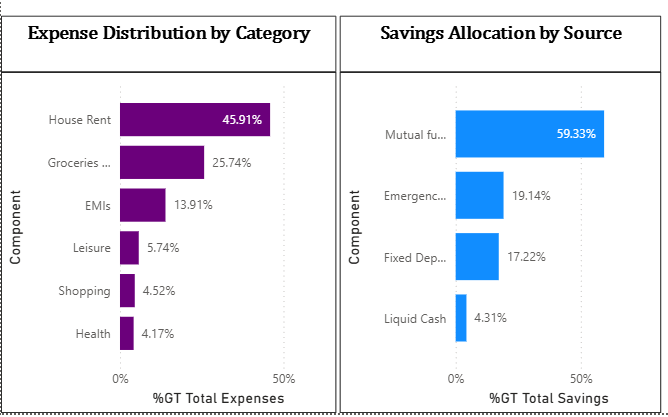 Expense Distribution by Category
Component
House Rent 45.91%
Groceries ... 25.74%
EMIs 13.91%
Leisure 5.74%
Shopping 4.52%
Health 4.17%
0% 50%
%GT Total Expenses
Savings Allocation by Source
Component
Mutual fu... 59.33%
Emergenc... 19.14%
Fixed Dep... 17.22%
Liquid Cash 4.31%
0% 50%
%GT Total Savings